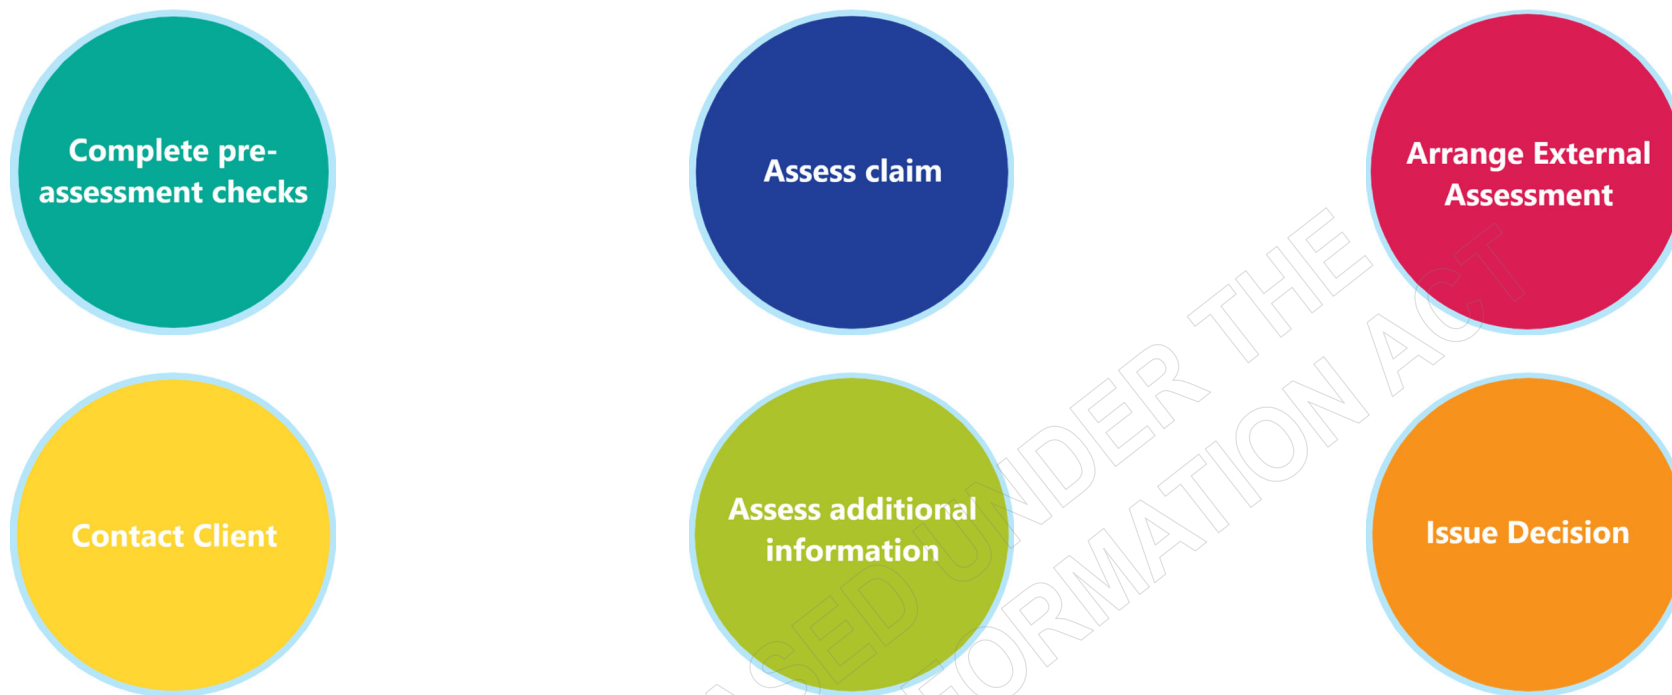 Complete pre-
assessment checks
Assess claim
Arrange External
Assessment
Contact Client
Assess additional
information
Issue Decision
UNDER THE
INFORMATION ACT